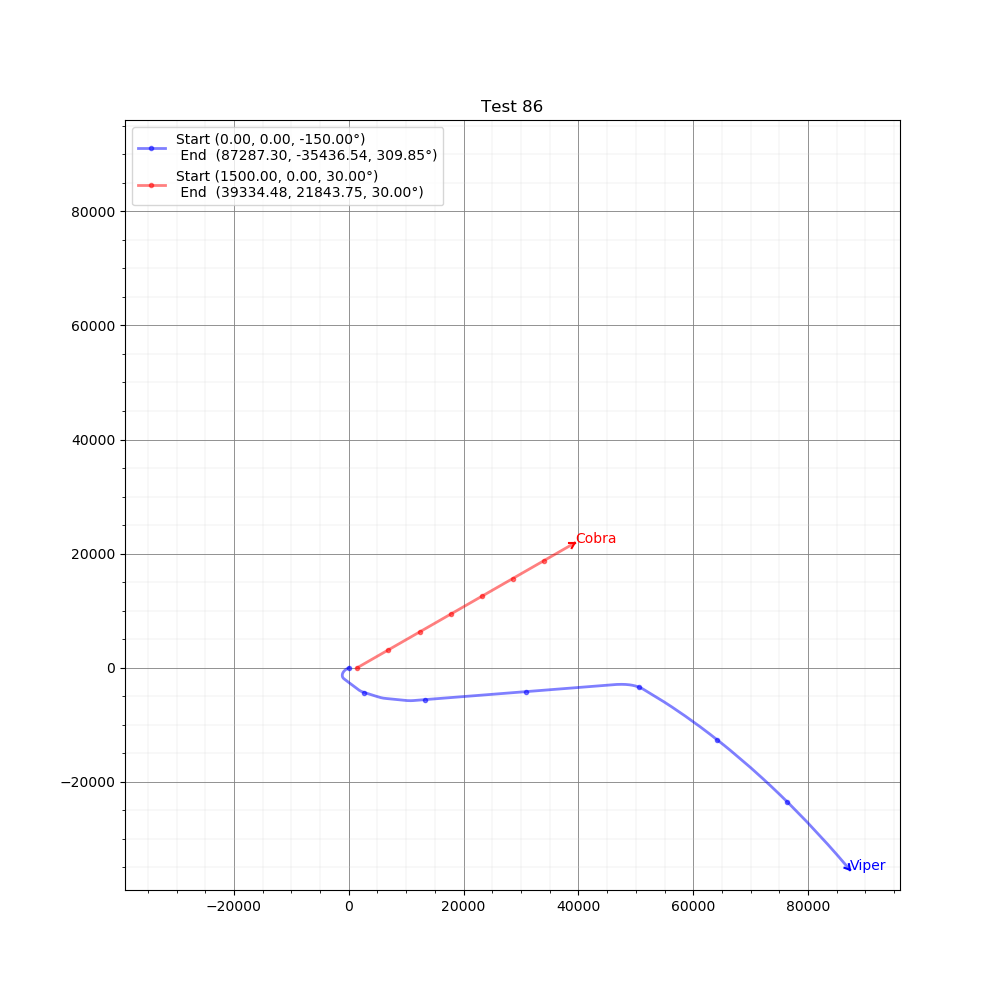 Test 86
Start (0.00, 0.00, -150.00°)
End  (87287.30, -35436.54, 309.85°)
Start (1500.00, 0.00, 30.00°)
End  (39334.48, 21843.75, 30.00°)
80000
60000
40000
20000
0
−20000
Cobra
Viper
−20000
0
20000
40000
60000
80000